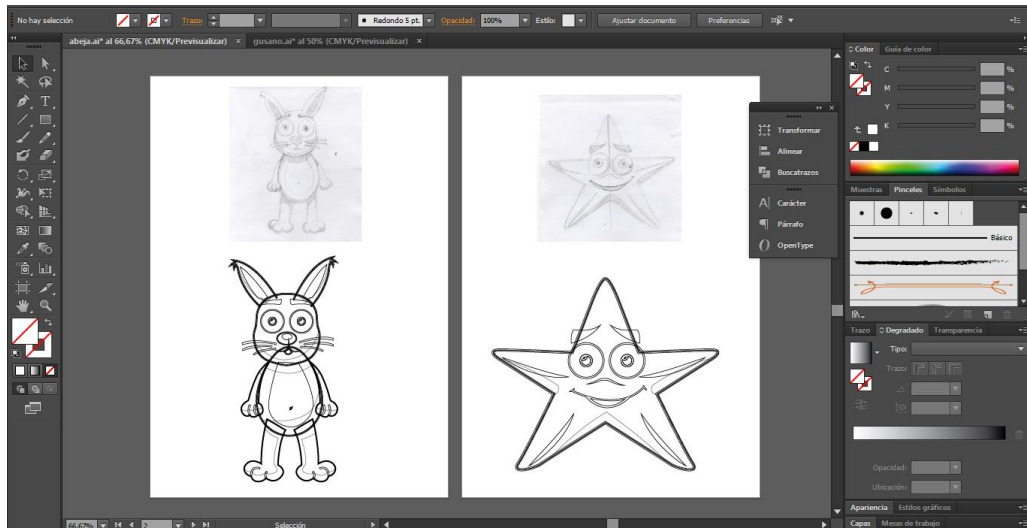 No hay selección
Trazo:
Redondo 5 pt.
Opacidad: 100%
Estilo:
Ajustar documento
Preferencias
abeja.ai* al 66,67% (CMYK/Previsualizar) ×
gusano.ai* al 50% (CMYK/Previsualizar) ×
Color
Guía de color
C %
M %
Y %
K %
Transformar
Alinear
Buscatrazos
Carácter
Párrafo
OpenType
Muestras
Pinceles
Símbolos
Básico
Trazo
Degradado
Transparencia
Tipo:
Trazo:
Opacidad:
Ubicación:
Apariencia
Estilos gráficos
Capas
Mesas de trabajo
66,67%
2
Selección